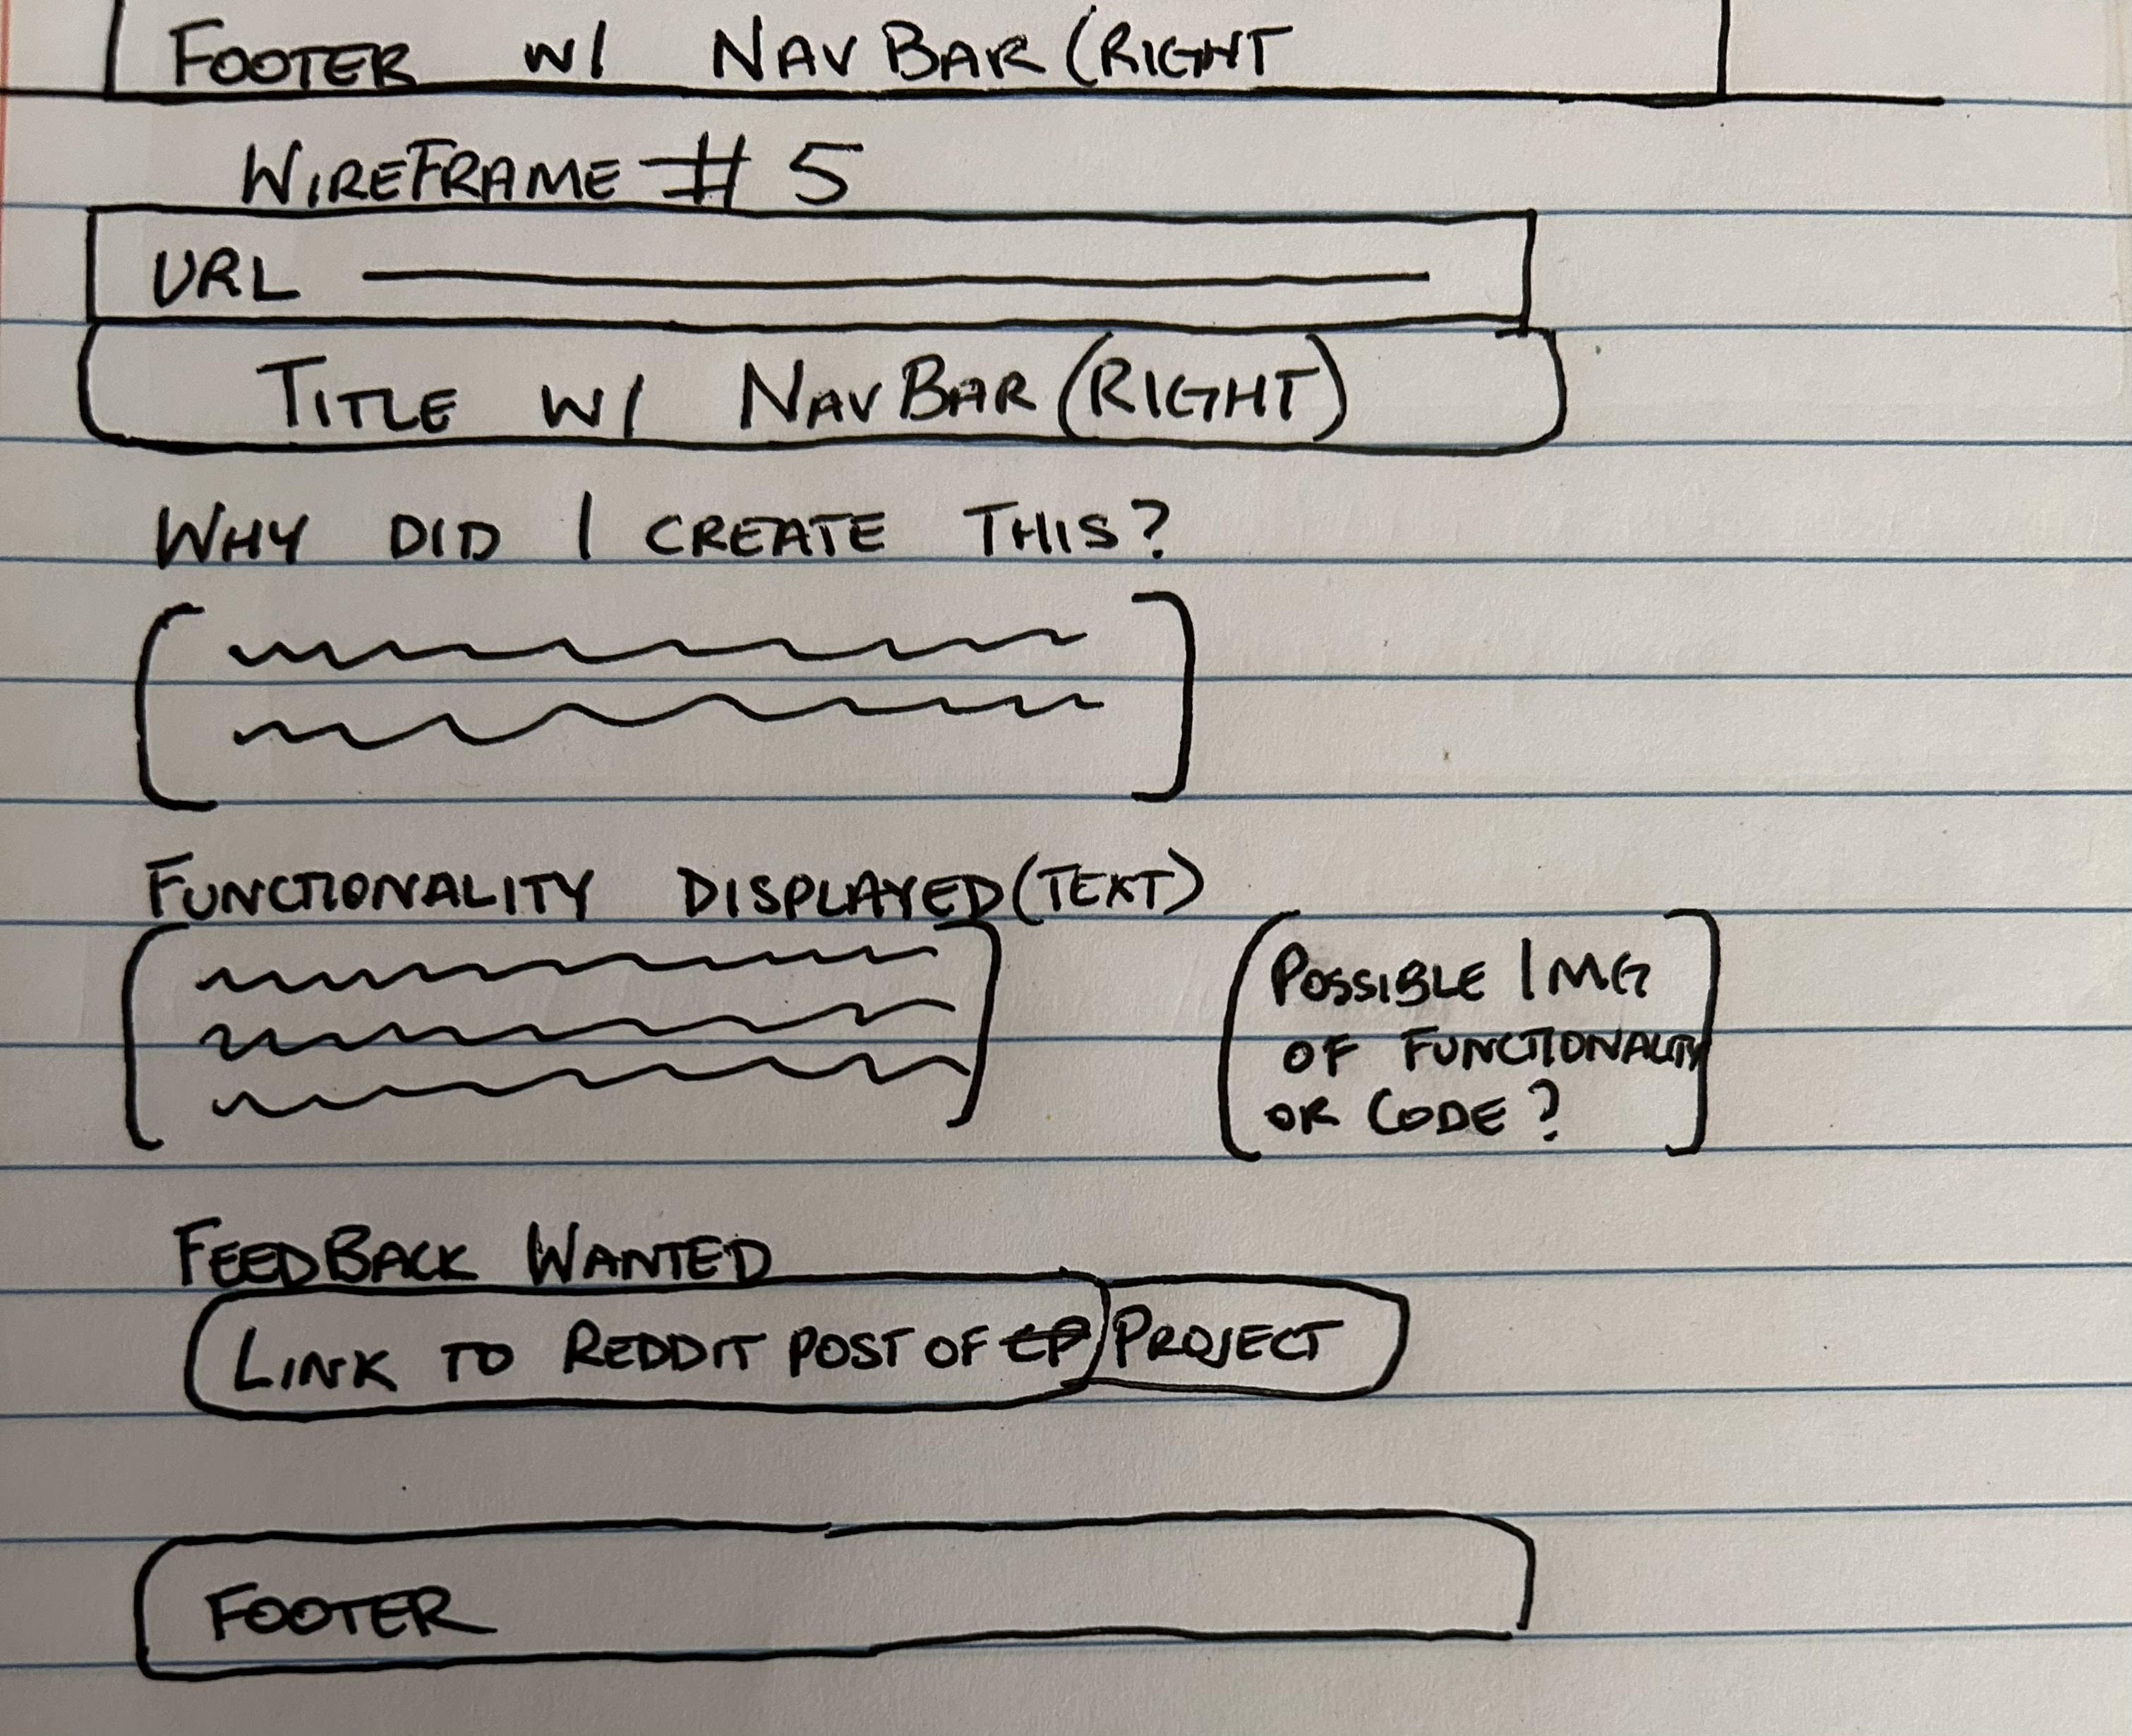 FOOTER W/ NAV BAR (RIGHT
WIREFRAME # 5
URL
TITLE W/ NAV BAR (RIGHT)
WHY DID I CREATE THIS?
FUNCTIONALITY DISPLAYED (TEXT)
POSSIBLE IMG
OF FUNCTIONALITY
OR CODE?
FEEDBACK WANTED
LINK TO REDDIT POST OF PROJECT
FOOTER